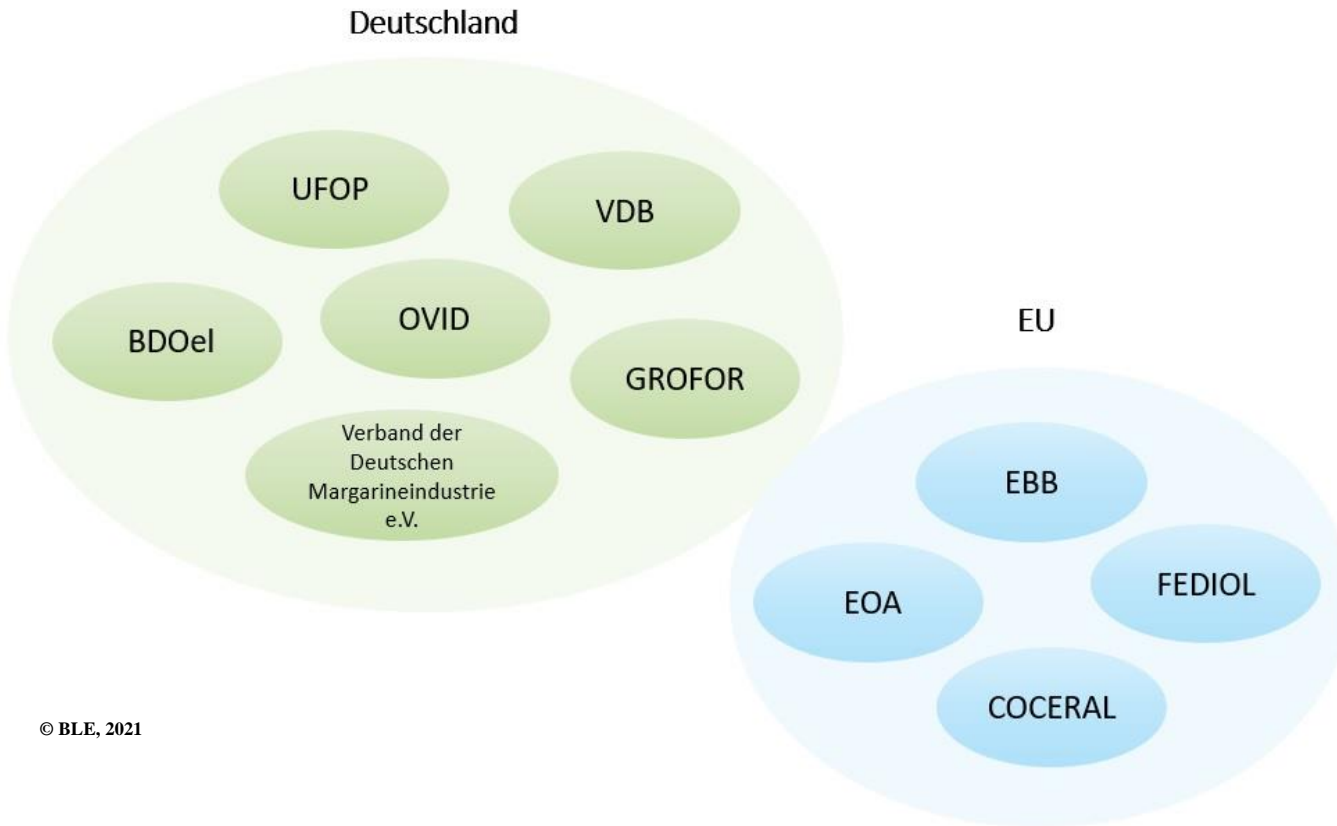 Deutschland
UFOP
VDB
OVID
BDOel
GROFOR
Verband der
Deutschen
Margarineindustrie
e.V.
EU
EBB
FEDIOL
EOA
COCERAL
© BLE, 2021